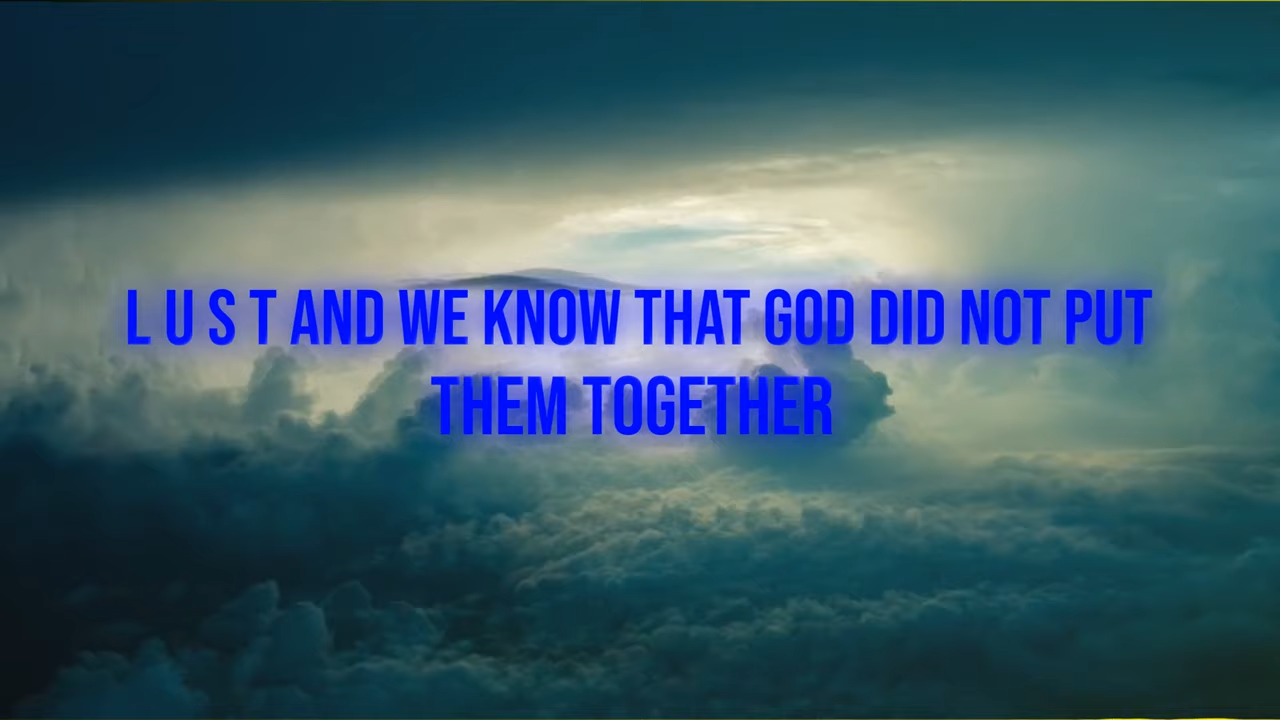 L U S T AND WE KNOW THAT GOD DID NOT PUT
THEM TOGETHER